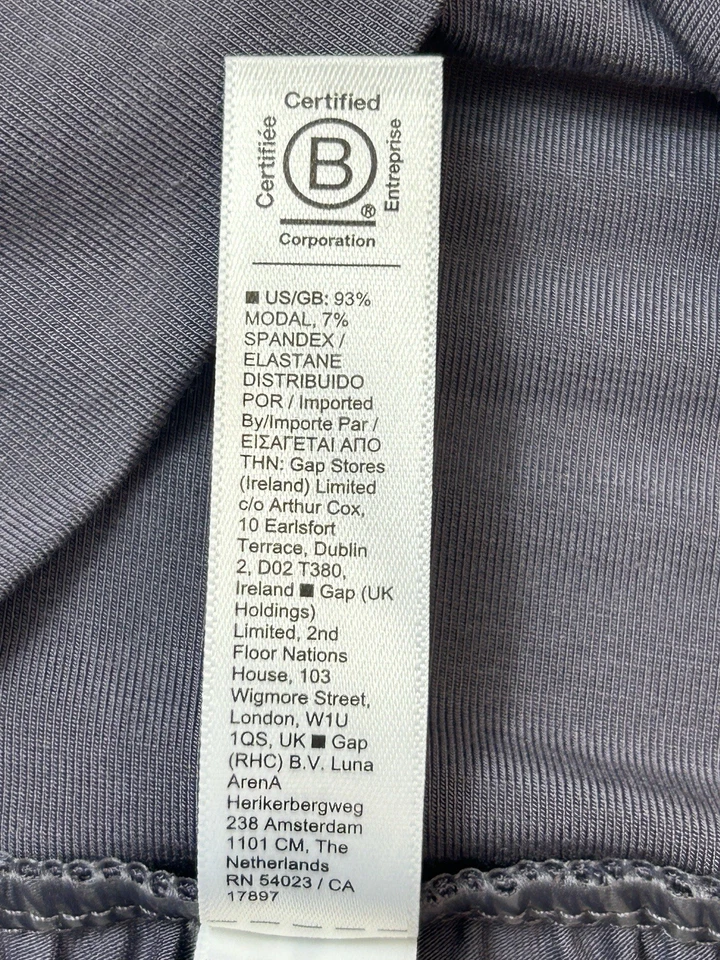 Certified
Certifiée
B
®
Entreprise
Corporation
■ US/GB: 93%
MODAL, 7%
SPANDEX /
ELASTANE
DISTRIBUIDO
POR / Imported
By/Importe Par /
ΕΙΣΑΓΕΤΑΙ ΑΠΟ
ΤΗΝ: Gap Stores
(Ireland) Limited
c/o Arthur Cox,
10 Earlsfort
Terrace, Dublin
2, D02 T380,
Ireland ■ Gap (UK
Holdings)
Limited, 2nd
Floor Nations
House, 103
Wigmore Street,
London, W1U
1QS, UK ■ Gap
(RHC) B.V. Luna
ArenA
Herikerbergweg
238 Amsterdam
1101 CM, The
Netherlands
RN 54023 / CA
17897